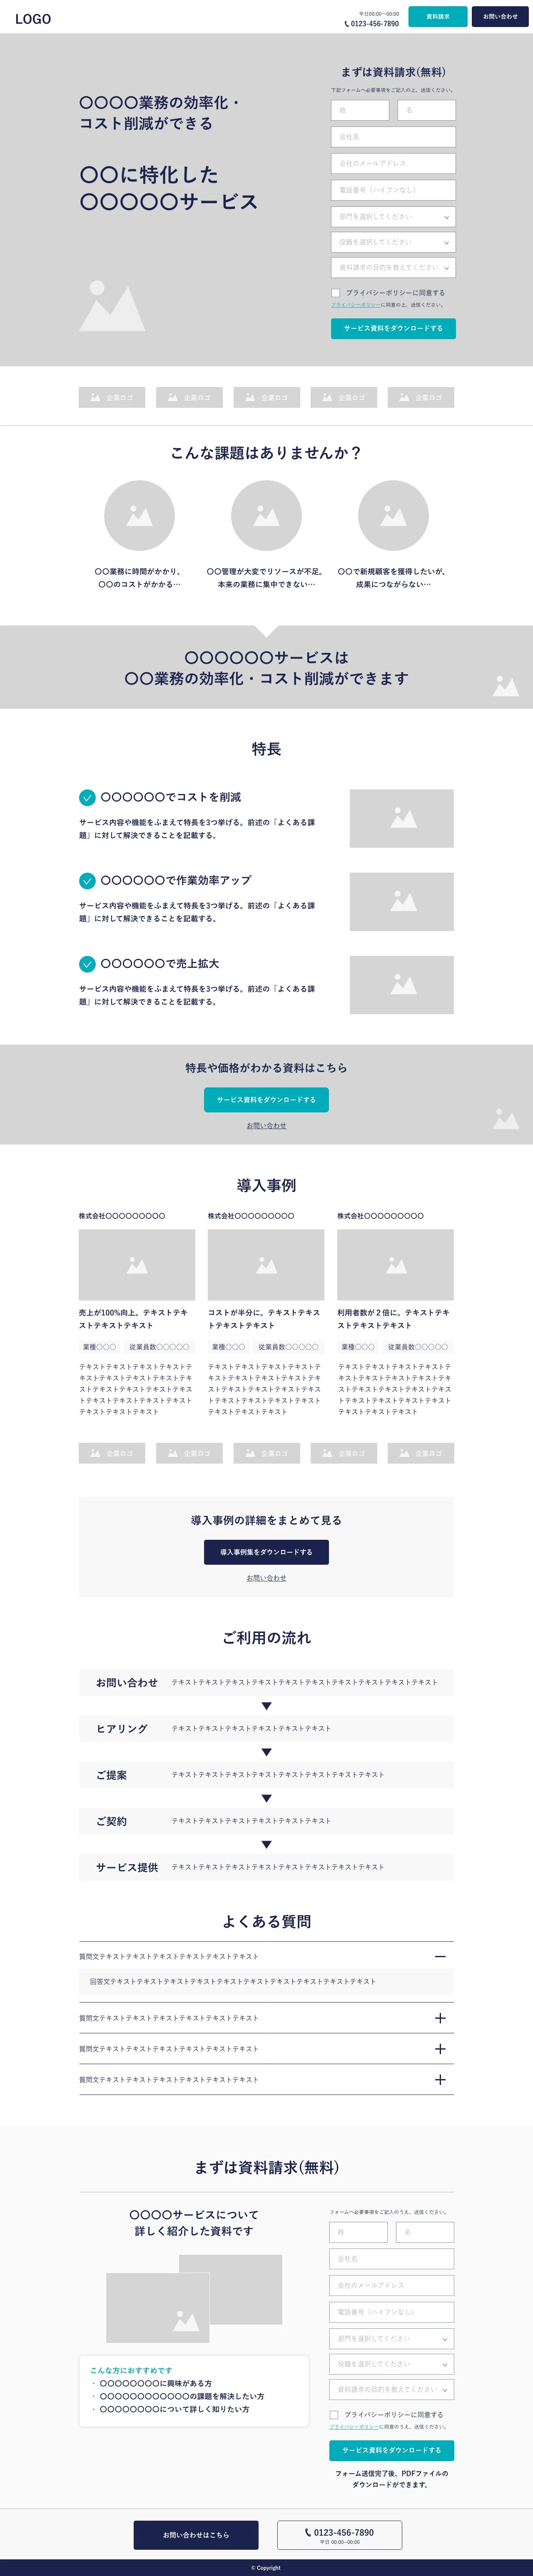 LOGO
平日00:00〜00:00
0123-456-7890
資料請求
お問い合わせ
〇〇〇〇業務の効率化・
コスト削減ができる
〇〇に特化した
〇〇〇〇〇サービス
まずは資料請求(無料)
下記フォームへ必要事項をご記入の上、送信ください。
姓
名
会社名
会社のメールアドレス
電話番号（ハイフンなし）
部門を選択してください
役職を選択してください
資料請求の目的を教えてください
プライバシーポリシーに同意する
プライバシーポリシーに同意の上、送信ください。
サービス資料をダウンロードする
企業ロゴ
企業ロゴ
企業ロゴ
企業ロゴ
企業ロゴ
こんな課題はありませんか？
〇〇業務に時間がかかり、
〇〇のコストがかかる…
〇〇管理が大変でリソースが不足。
本来の業務に集中できない…
〇〇で新規顧客を獲得したいが、
成果につながらない…
〇〇〇〇〇〇サービスは
〇〇業務の効率化・コスト削減ができます
特長
〇〇〇〇〇〇でコストを削減
サービス内容や機能をふまえて特長を3つ挙げる。前述の「よくある課
題」に対して解決できることを記載する。
〇〇〇〇〇〇で作業効率アップ
サービス内容や機能をふまえて特長を3つ挙げる。前述の「よくある課
題」に対して解決できることを記載する。
〇〇〇〇〇〇で売上拡大
サービス内容や機能をふまえて特長を3つ挙げる。前述の「よくある課
題」に対して解決できることを記載する。
特長や価格がわかる資料はこちら
サービス資料をダウンロードする
お問い合わせ
導入事例
株式会社〇〇〇〇〇〇〇〇〇
売上が100%向上。テキストテキ
ストテキストテキスト
業種〇〇〇
従業員数〇〇〇〇〇
テキストテキストテキストテキストテ
キストテキストテキストテキストテキ
ストテキストテキストテキストテキス
トテキストテキストテキストテキスト
テキストテキストテキスト
株式会社〇〇〇〇〇〇〇〇〇
コストが半分に。テキストテキス
トテキストテキスト
業種〇〇〇
従業員数〇〇〇〇〇
テキストテキストテキストテキストテ
キストテキストテキストテキストテキ
ストテキストテキストテキストテキス
トテキストテキストテキストテキスト
テキストテキストテキスト
株式会社〇〇〇〇〇〇〇〇〇
利用者数が２倍に。テキストテキ
ストテキストテキスト
業種〇〇〇
従業員数〇〇〇〇〇
テキストテキストテキストテキストテ
キストテキストテキストテキストテキ
ストテキストテキストテキストテキス
トテキストテキストテキストテキスト
テキストテキストテキスト
企業ロゴ
企業ロゴ
企業ロゴ
企業ロゴ
企業ロゴ
導入事例の詳細をまとめて見る
導入事例集をダウンロードする
お問い合わせ
ご利用の流れ
お問い合わせ
テキストテキストテキストテキストテキストテキストテキストテキストテキストテキスト
ヒアリング
テキストテキストテキストテキストテキストテキスト
ご提案
テキストテキストテキストテキストテキストテキストテキストテキスト
ご契約
テキストテキストテキストテキストテキストテキスト
サービス提供
テキストテキストテキストテキストテキストテキストテキストテキスト
よくある質問
質問文テキストテキストテキストテキストテキストテキスト
回答文テキストテキストテキストテキストテキストテキストテキストテキストテキストテキスト
質問文テキストテキストテキストテキストテキストテキスト
質問文テキストテキストテキストテキストテキストテキスト
質問文テキストテキストテキストテキストテキストテキスト
まずは資料請求(無料)
〇〇〇〇サービスについて
詳しく紹介した資料です
こんな方におすすめです
・ 〇〇〇〇〇〇〇〇に興味がある方
・ 〇〇〇〇〇〇〇〇〇〇〇〇の課題を解決したい方
・ 〇〇〇〇〇〇〇〇について詳しく知りたい方
フォームへ必要事項をご記入のうえ、送信ください。
姓
名
会社名
会社のメールアドレス
電話番号（ハイフンなし）
部門を選択してください
役職を選択してください
資料請求の目的を教えてください
プライバシーポリシーに同意する
プライバシーポリシーに同意のうえ、送信ください。
サービス資料をダウンロードする
フォーム送信完了後、PDFファイルの
ダウンロードができます。
お問い合わせはこちら
0123-456-7890
平日 00:00~00:00
© Copyright